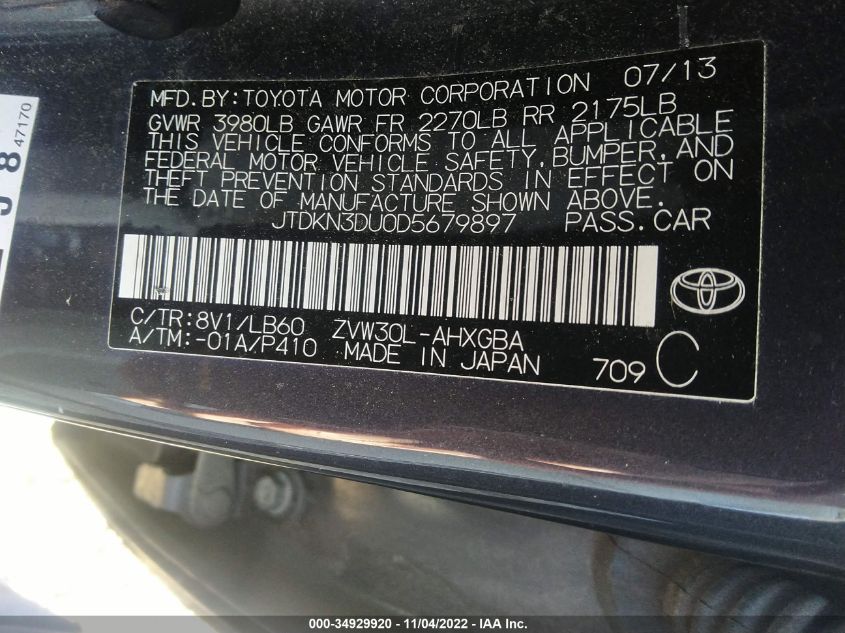 MFD.BY:TOYOTA MOTOR CORPORATION 07/13
GVWR 3980LB GAWR FR 2270LB RR 2175LB
THIS VEHICLE CONFORMS TO ALL APPLICABLE
FEDERAL MOTOR VEHICLE SAFETY,BUMPER,AND
THEFT PREVENTION STANDARDS IN EFFECT ON
THE DATE OF MANUFACTURE SHOWN ABOVE.
JTDKN3DU0D5679897 PASS.CAR
C/TR:8V1/LB60 ZVW30L-AHXGBA
A/TM:-01A/P410 MADE IN JAPAN
709 C
47170
000-34929920 - 11/04/2022 - IAA Inc.